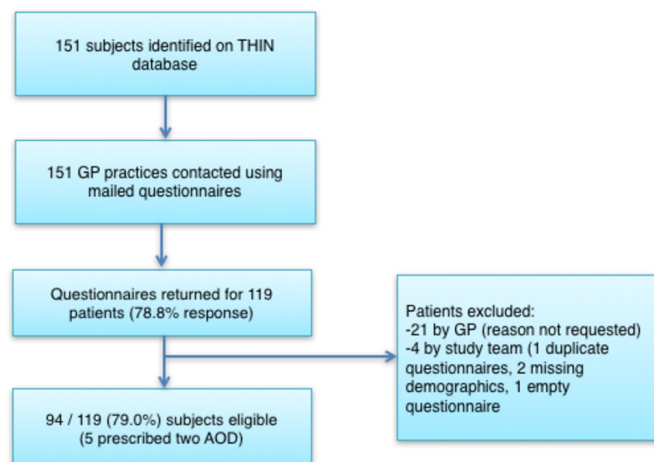 151 subjects identified on THIN
database
151 GP practices contacted using
mailed questionnaires
Questionnaires returned for 119
patients (78.8% response)
Patients excluded:
-21 by GP (reason not requested)
-4 by study team (1 duplicate
questionnaires, 2 missing
demographics, 1 empty
questionnaire
94 / 119 (79.0%) subjects eligible
(5 prescribed two AOD)